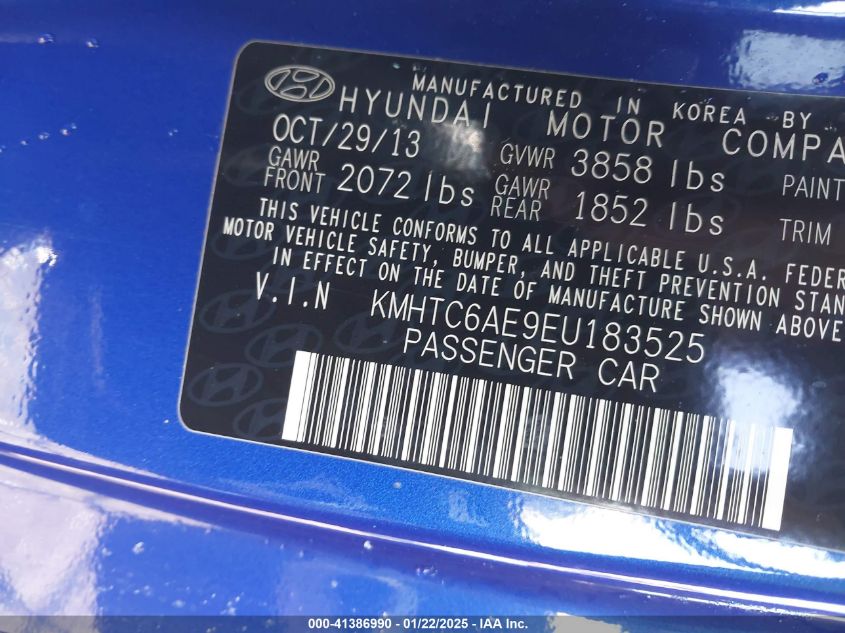 MANUFACTURED IN KOREA BY
HYUNDAI MOTOR COMPA
OCT/29/13 GVWR 3858 lbs PAINT
GAWR FRONT 2072 lbs GAWR REAR 1852 lbs TRIM
THIS VEHICLE CONFORMS TO ALL APPLICABLE U.S.A. FEDER
MOTOR VEHICLE SAFETY, BUMPER, AND THEFT PREVENTION STAN
IN EFFECT ON THE DATE OF MANUFACTURE SHOWN ABOVE
V.I.N KMHTC6AE9EU183525
PASSENGER CAR
000-41386990 - 01/22/2025 - IAA Inc.